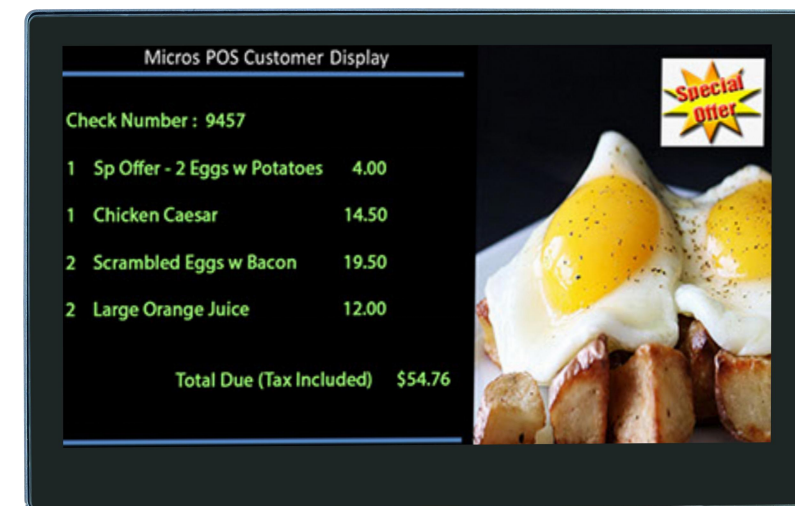 Micros POS Customer Display
Check Number : 9457
1 Sp Offer - 2 Eggs w Potatoes 4.00
1 Chicken Caesar 14.50
2 Scrambled Eggs w Bacon 19.50
2 Large Orange Juice 12.00
Total Due (Tax Included) $54.76
Special
Offer